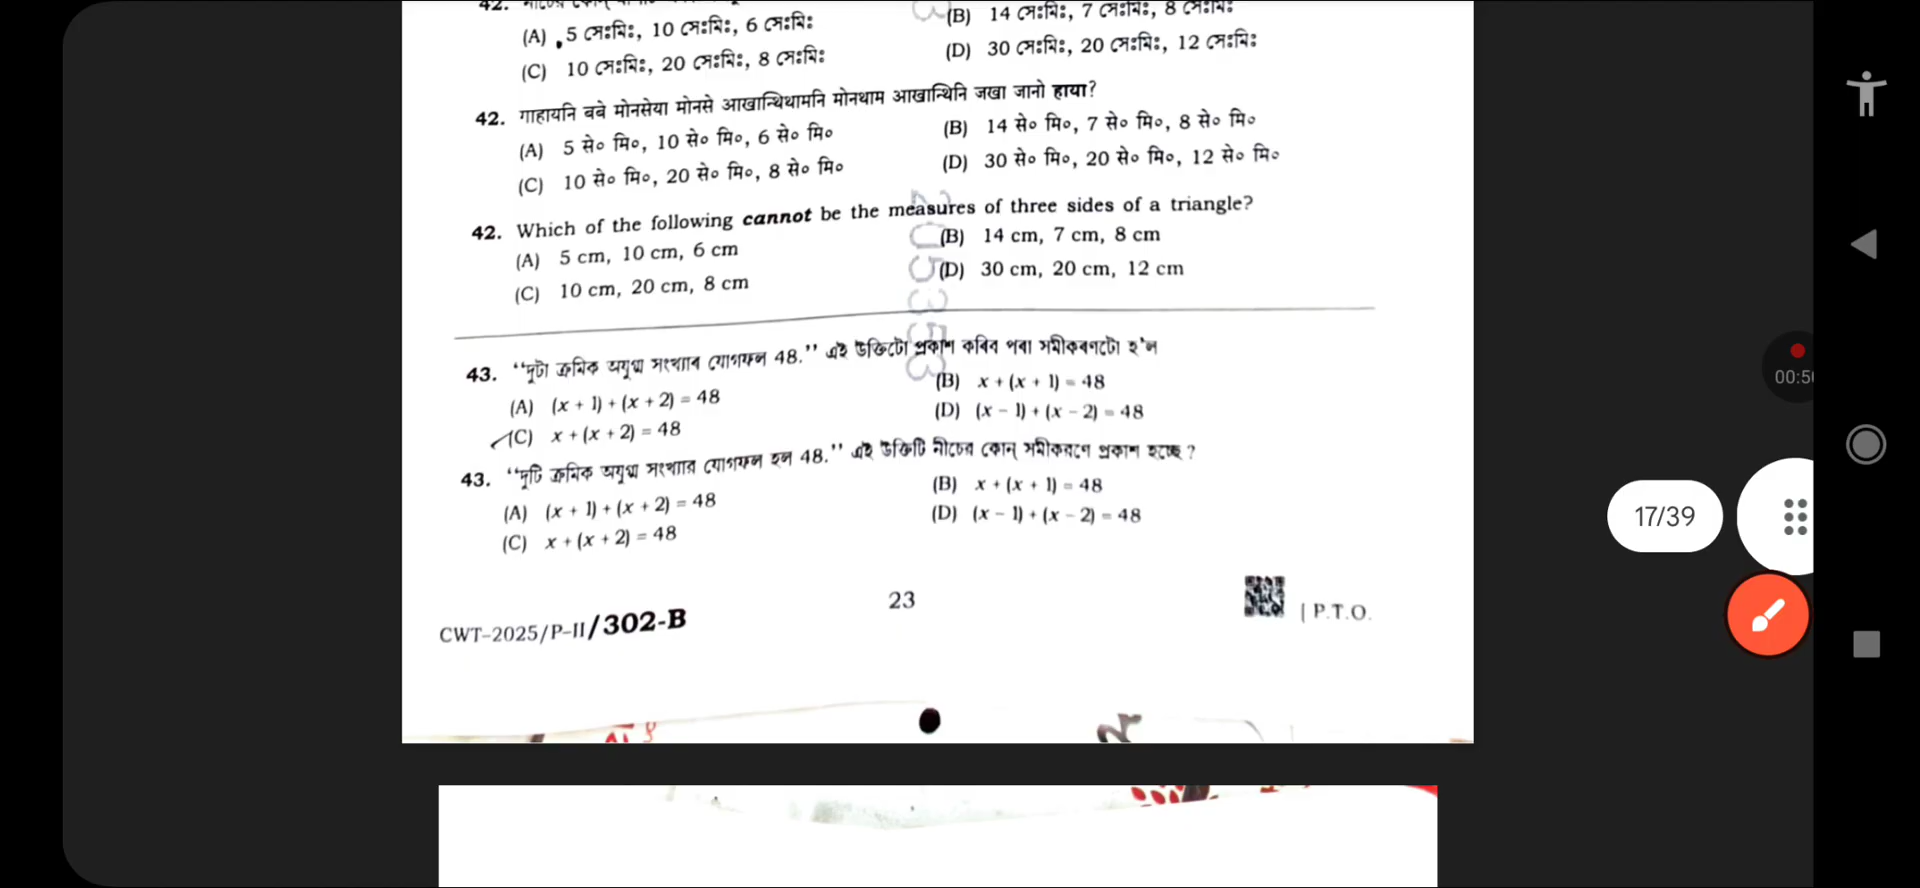 (A) 5 সেঃমিঃ, 10 সেঃমিঃ, 6 সেঃমিঃ
(B) 14 সেঃমিঃ, 7 সেঃমিঃ, 8 সেঃমিঃ
(C) 10 সেঃমিঃ, 20 সেঃমিঃ, 8 সেঃমিঃ
(D) 30 সেঃমিঃ, 20 সেঃমিঃ, 12 সেঃমিঃ
42. गाहायनि बबे मोनसेया मोनसे आखान्थिथामनि मोनथाम आखान्थिनि जखा जानो हाया?
(A) 5 से० मि०, 10 से० मि०, 6 से० मि०
(B) 14 से० मि०, 7 से० मि०, 8 से० मि०
(C) 10 से० मि०, 20 से० मि०, 8 से० मि०
(D) 30 से० मि०, 20 से० मि०, 12 से० मि०
42. Which of the following cannot be the measures of three sides of a triangle?
(A) 5 cm, 10 cm, 6 cm
(B) 14 cm, 7 cm, 8 cm
(C) 10 cm, 20 cm, 8 cm
(D) 30 cm, 20 cm, 12 cm
43. ‘‘দুটা ক্ৰমিক অযুগ্ম সংখ্যাৰ যোগফল 48.’’ এই উক্তিটো প্ৰকাশ কৰিব পৰা সমীকৰণটো হ’ল
(A) (x + 1) + (x + 2) = 48
(B) x + (x + 1) = 48
(C) x + (x + 2) = 48
(D) (x − 1) + (x − 2) = 48
43. ‘‘দুটি ক্রমিক অযুগ্ম সংখ্যার যোগফল হল 48.’’ এই উক্তিটি নীচের কোন্ সমীকরণে প্রকাশ হচ্ছে ?
(A) (x + 1) + (x + 2) = 48
(B) x + (x + 1) = 48
(C) x + (x + 2) = 48
(D) (x − 1) + (x − 2) = 48
CWT-2025/P-II/302-B
23
[ P.T.O.
00:50
17/39